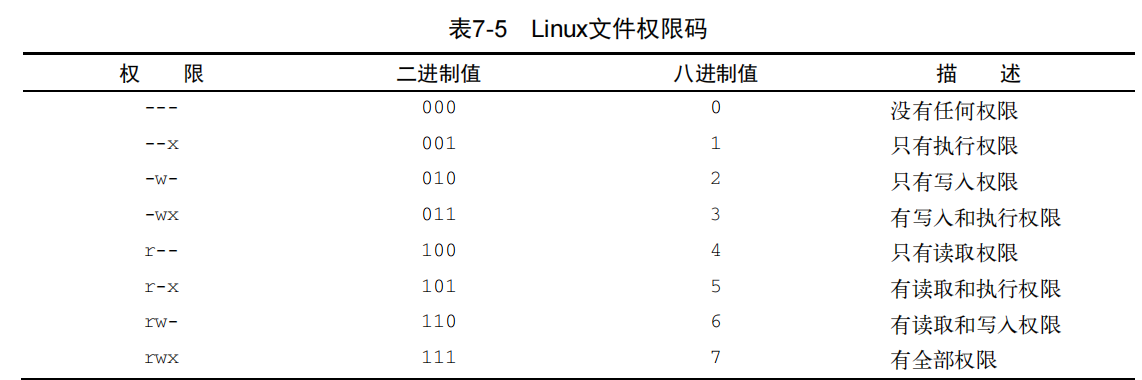 表7-5 Linux文件权限码
权 限 二进制值 八进制值 描 述
--- 000 0 没有任何权限
--x 001 1 只有执行权限
-w- 010 2 只有写入权限
-wx 011 3 有写入和执行权限
r-- 100 4 只有读取权限
r-x 101 5 有读取和执行权限
rw- 110 6 有读取和写入权限
rwx 111 7 有全部权限